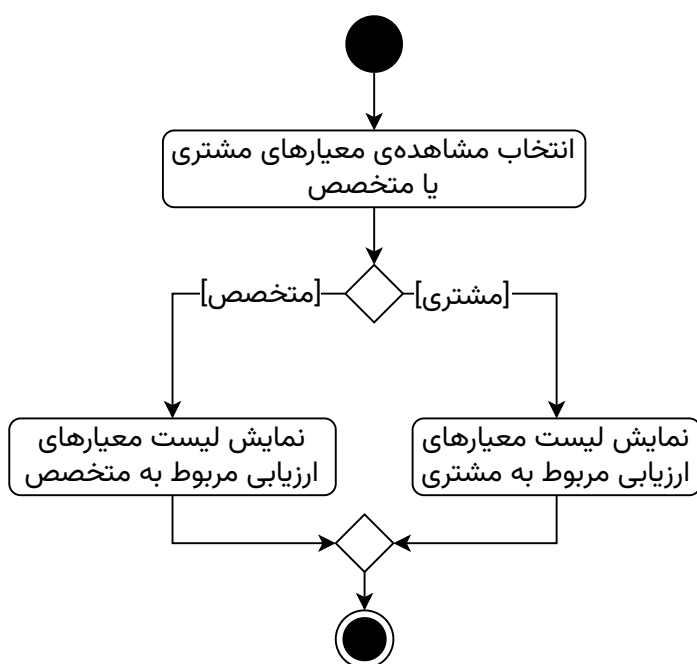 انتخاب مشاهده‌ی معیارهای مشتری
یا متخصص
[مشتری]
[متخصص]
نمایش لیست معیارهای
ارزیابی مربوط به مشتری
نمایش لیست معیارهای
ارزیابی مربوط به متخصص